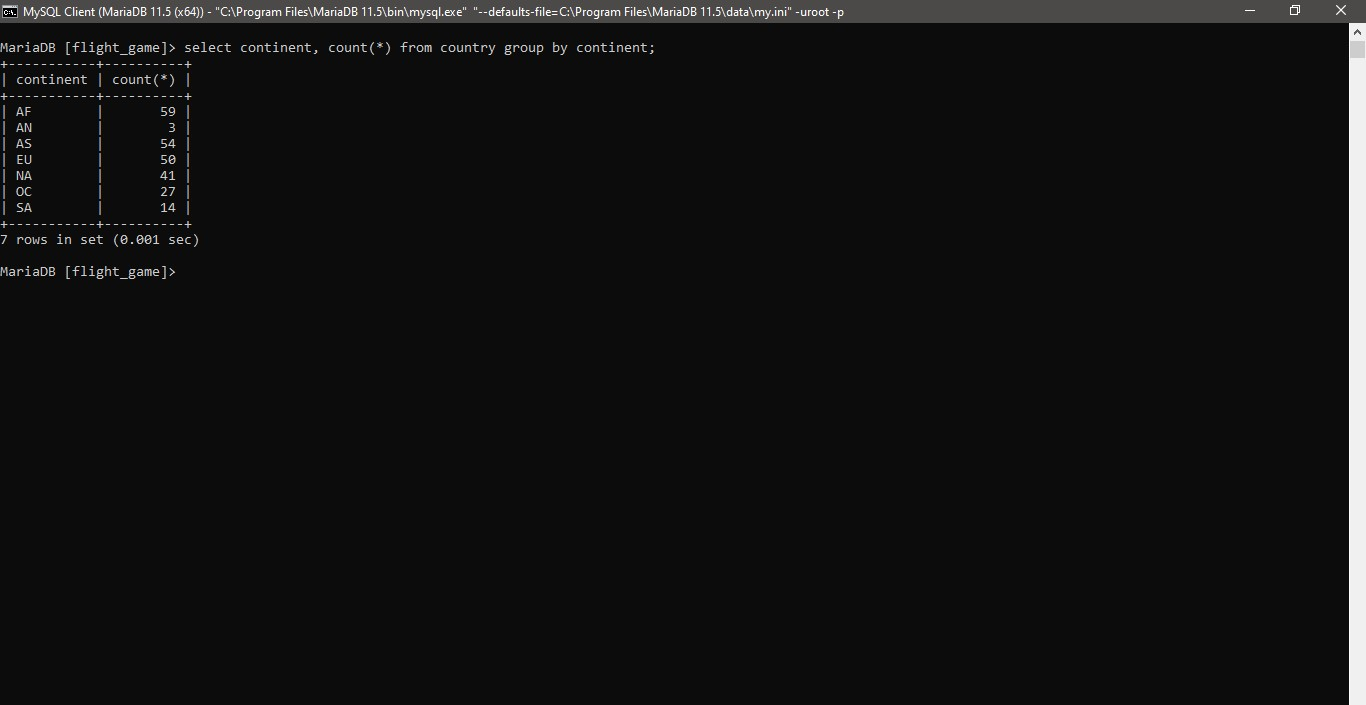 MySQL Client (MariaDB 11.5 (x64)) - "C:\Program Files\MariaDB 11.5\bin\mysql.exe" "--defaults-file=C:\Program Files\MariaDB 11.5\data\my.ini" -uroot -p
MariaDB [flight_game]> select continent, count(*) from country group by continent;
+-----------+----------+
| continent | count(*) |
+-----------+----------+
| AF        |       59 |
| AN        |        3 |
| AS        |       54 |
| EU        |       50 |
| NA        |       41 |
| OC        |       27 |
| SA        |       14 |
+-----------+----------+
7 rows in set (0.001 sec)
MariaDB [flight_game]>